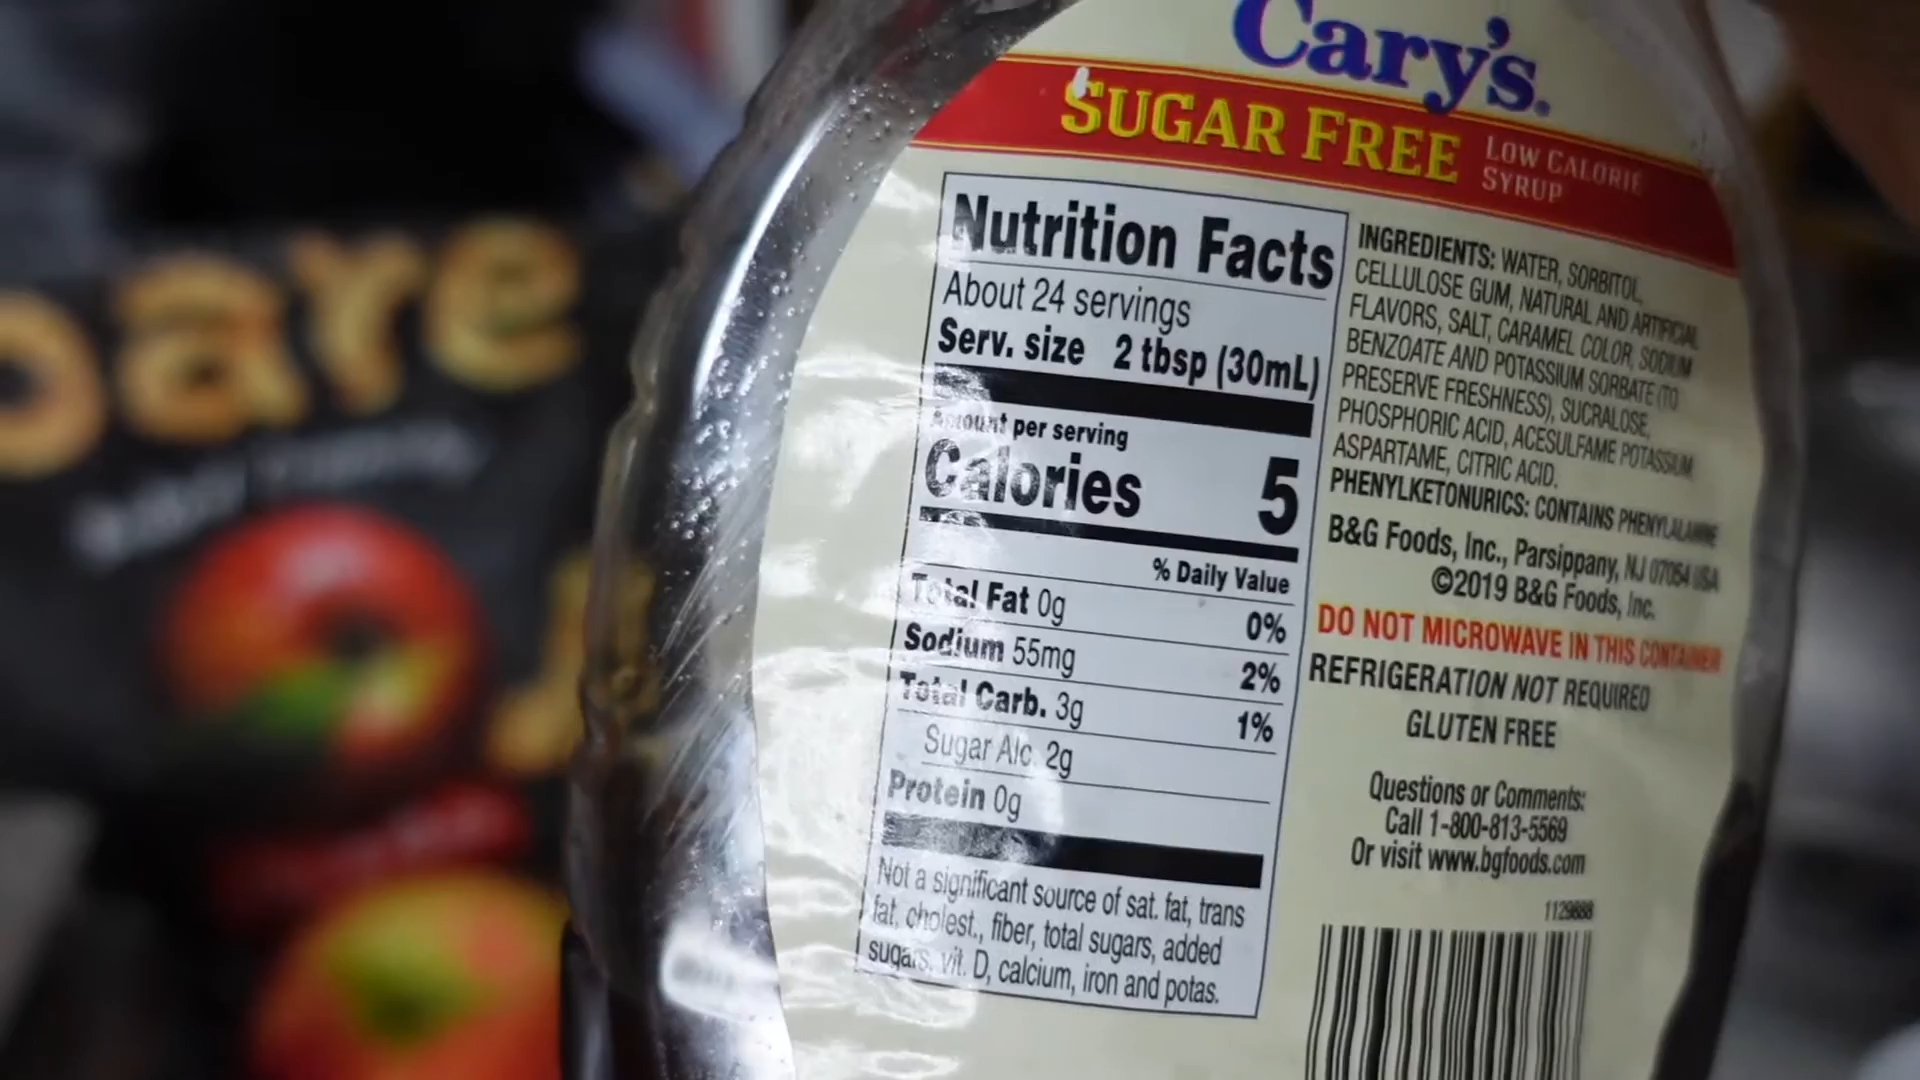 bare
Cary's.
SUGAR FREE
LOW CALORIE
SYRUP
Nutrition Facts
About 24 servings
Serv. size 2 tbsp (30mL)
Amount per serving
Calories 5
% Daily Value
Total Fat 0g 0%
Sodium 55mg 2%
Total Carb. 3g 1%
Sugar Alc. 2g
Protein 0g
Not a significant source of sat. fat, trans
fat, cholest., fiber, total sugars, added
sugars, vit. D, calcium, iron and potas.
INGREDIENTS: WATER, SORBITOL,
CELLULOSE GUM, NATURAL AND ARTIFICIAL
FLAVORS, SALT, CARAMEL COLOR, SODIUM
BENZOATE AND POTASSIUM SORBATE (TO
PRESERVE FRESHNESS), SUCRALOSE,
PHOSPHORIC ACID, ACESULFAME POTASSIUM,
ASPARTAME, CITRIC ACID.
PHENYLKETONURICS: CONTAINS PHENYLALANINE
B&G Foods, Inc., Parsippany, NJ 07054 USA
©2019 B&G Foods, Inc.
DO NOT MICROWAVE IN THIS CONTAINER
REFRIGERATION NOT REQUIRED
GLUTEN FREE
Questions or Comments:
Call 1-800-813-5569
Or visit www.bgfoods.com